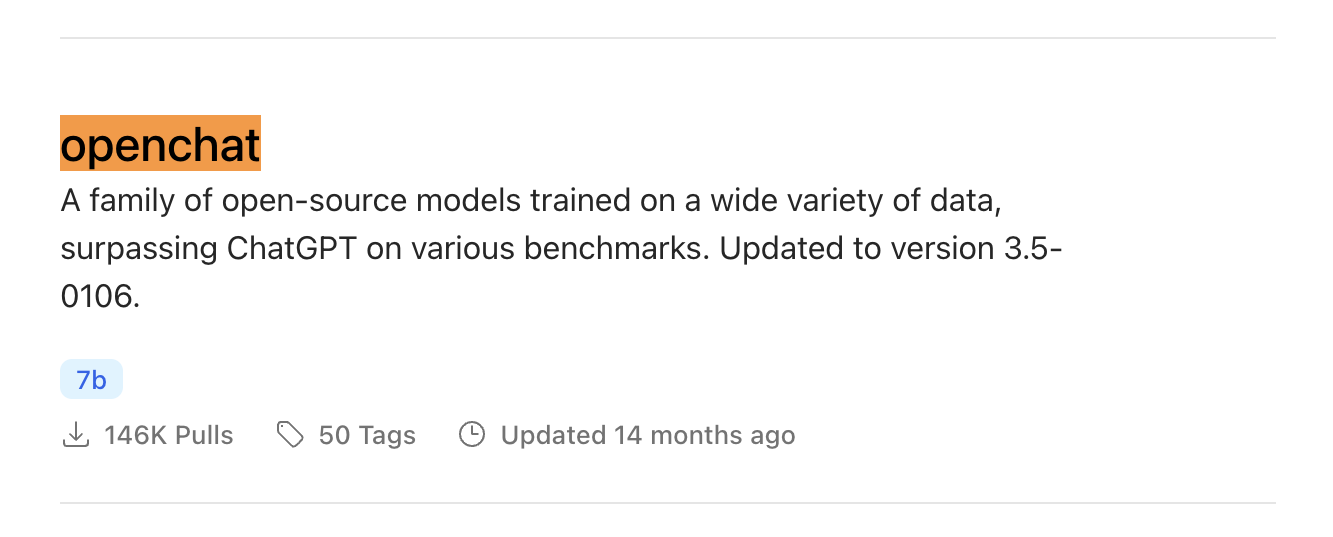 openchat
A family of open-source models trained on a wide variety of data,
surpassing ChatGPT on various benchmarks. Updated to version 3.5-
0106.
7b
146K Pulls 50 Tags Updated 14 months ago